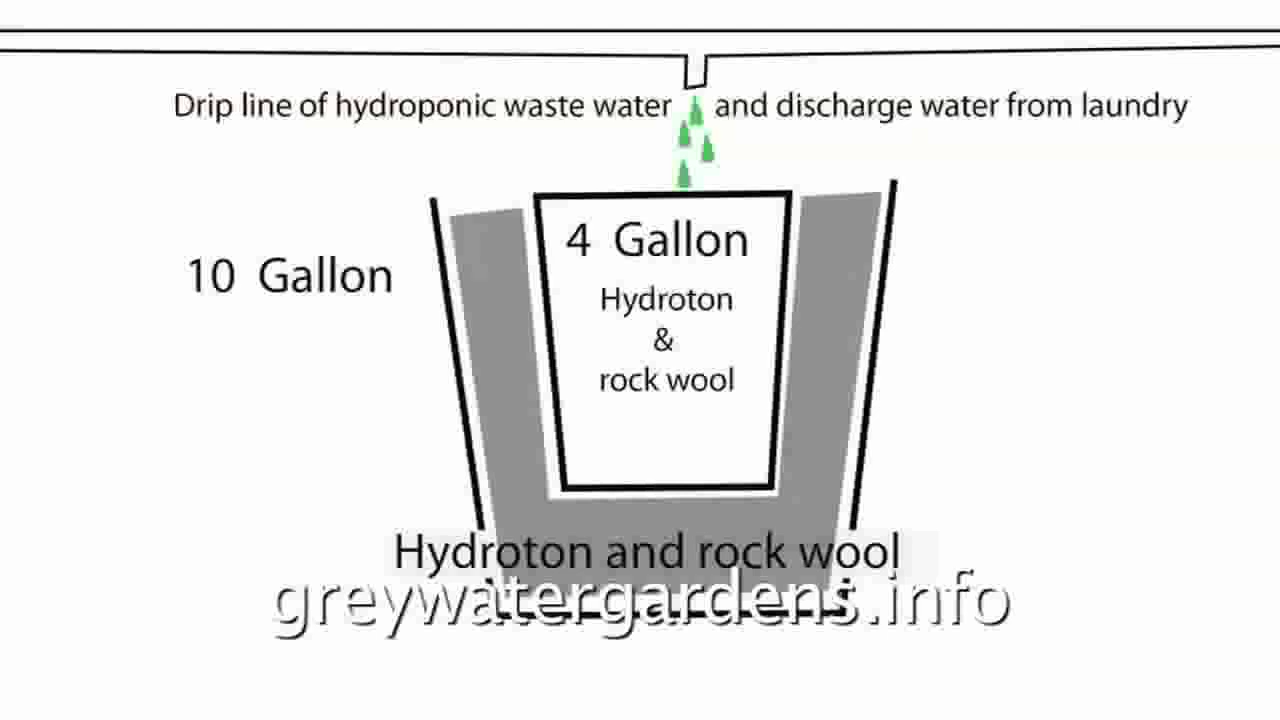 Drip line of hydroponic waste water and discharge water from laundry
4 Gallon
10 Gallon
Hydroton
&
rock wool
Hydroton and rock wool
greywatergardens.info